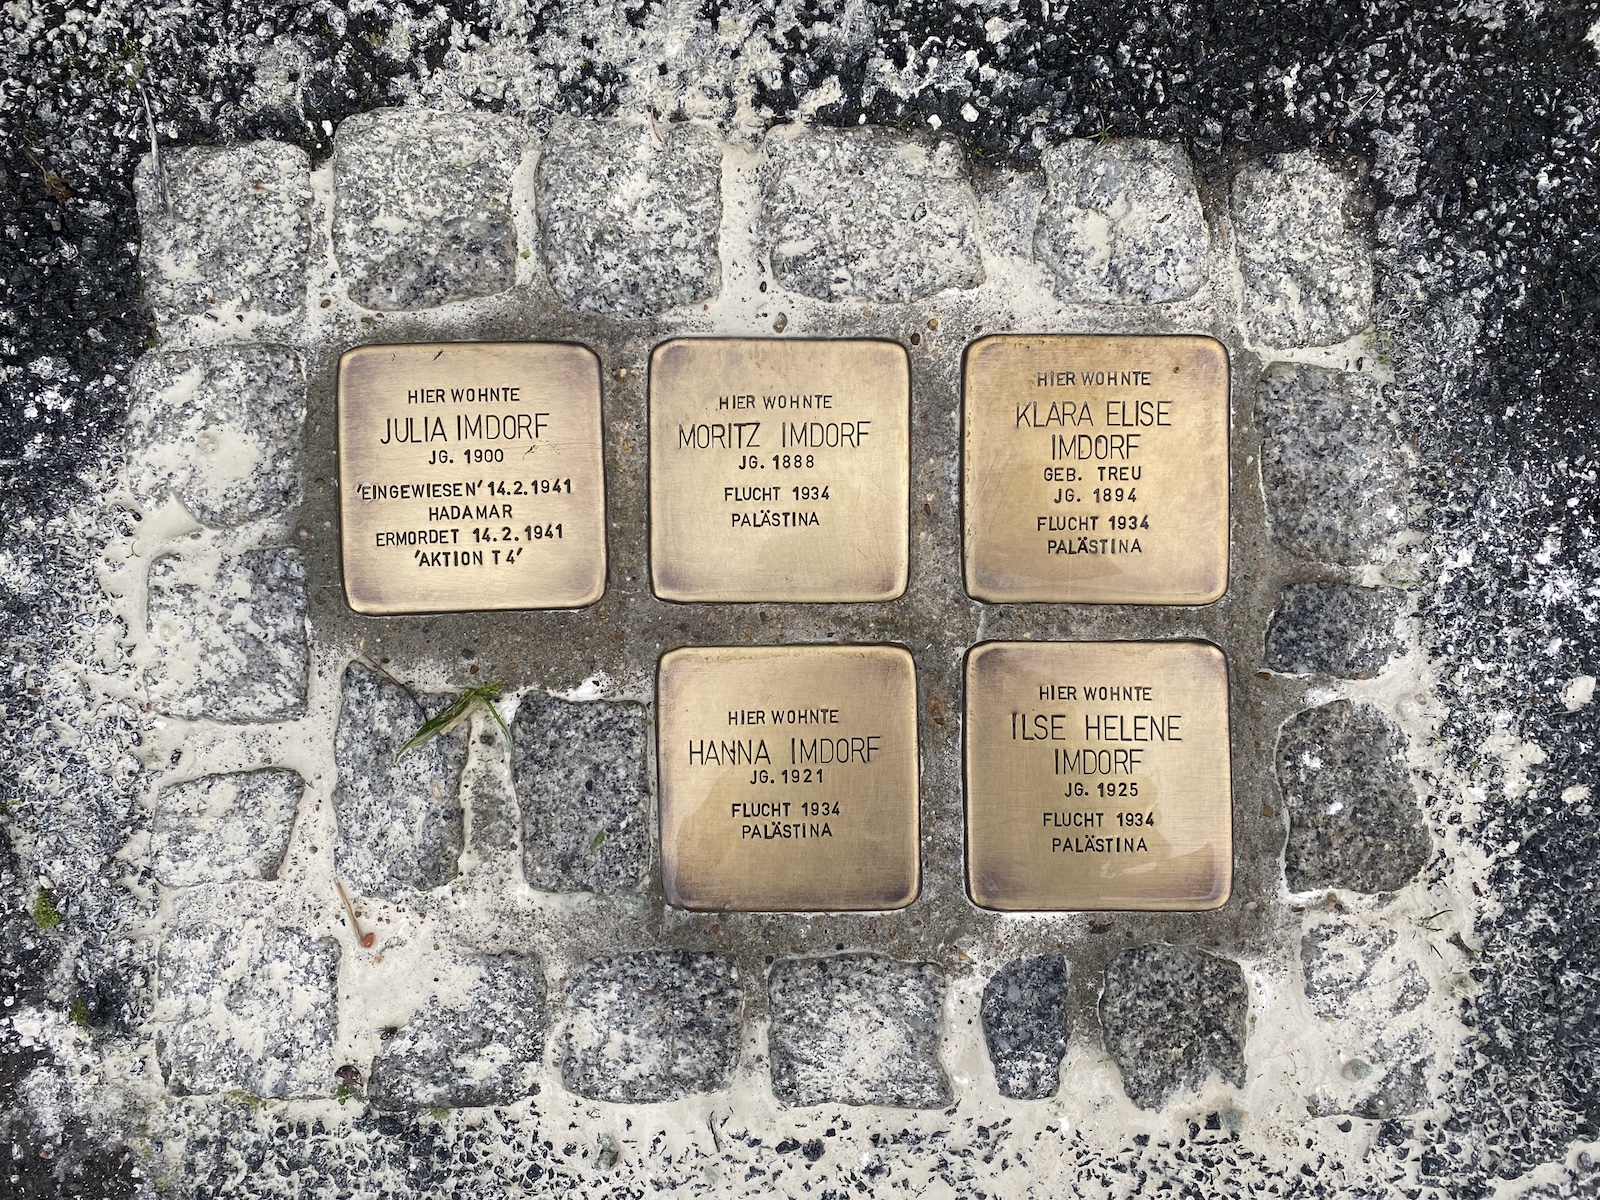 HIER WOHNTE
JULIA IMDORF
JG. 1900
'EINGEWIESEN' 14.2.1941
HADAMAR
ERMORDET 14.2.1941
'AKTION T4'
HIER WOHNTE
MORITZ IMDORF
JG. 1888
FLUCHT 1934
PALÄSTINA
HIER WOHNTE
KLARA ELISE
IMDORF
GEB. TREU
JG. 1894
FLUCHT 1934
PALÄSTINA
HIER WOHNTE
HANNA IMDORF
JG. 1921
FLUCHT 1934
PALÄSTINA
HIER WOHNTE
ILSE HELENE
IMDORF
JG. 1925
FLUCHT 1934
PALÄSTINA